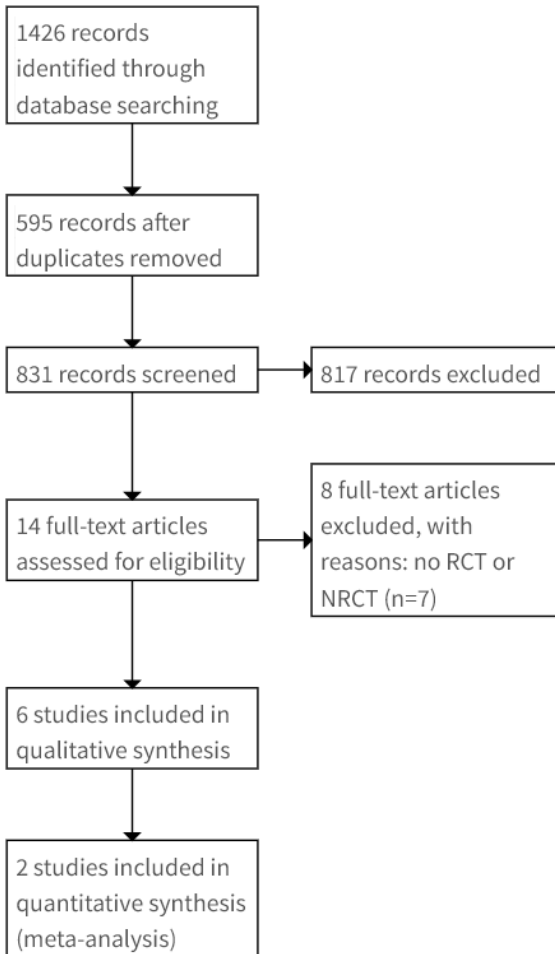 1426 records
identified through
database searching
595 records after
duplicates removed
831 records screened
817 records excluded
14 full-text articles
assessed for eligibility
8 full-text articles
excluded, with
reasons: no RCT or
NRCT (n=7)
6 studies included in
qualitative synthesis
2 studies included in
quantitative synthesis
(meta-analysis)